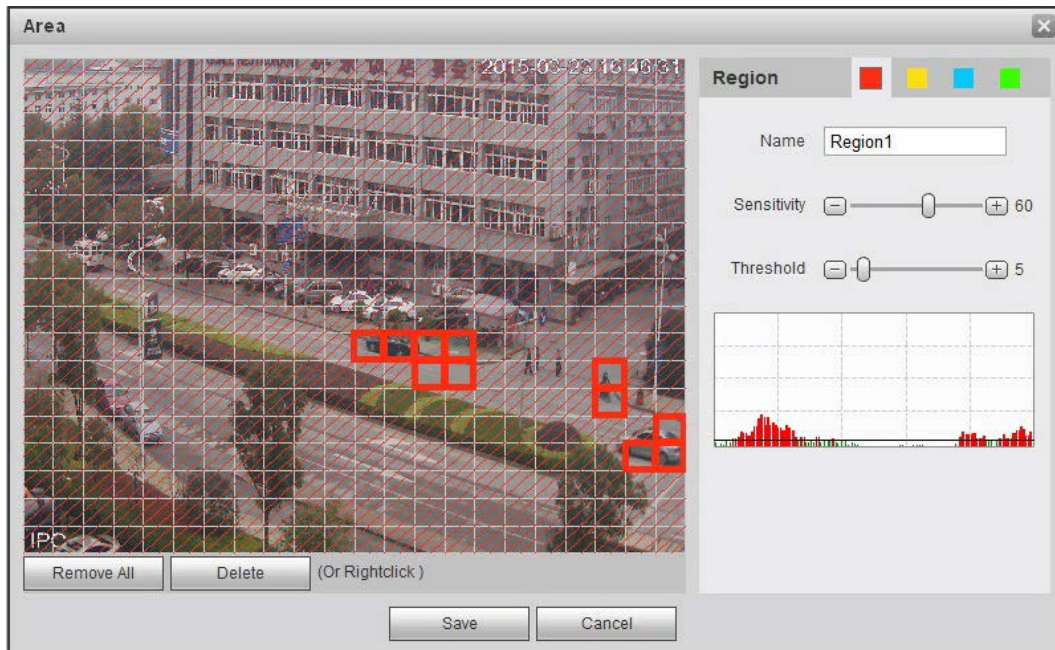 Area
2015-03-23 16:46:31
Region
Name Region1
Sensitivity 60
Threshold 5
IPC
Remove All Delete (Or Rightclick )
Save Cancel